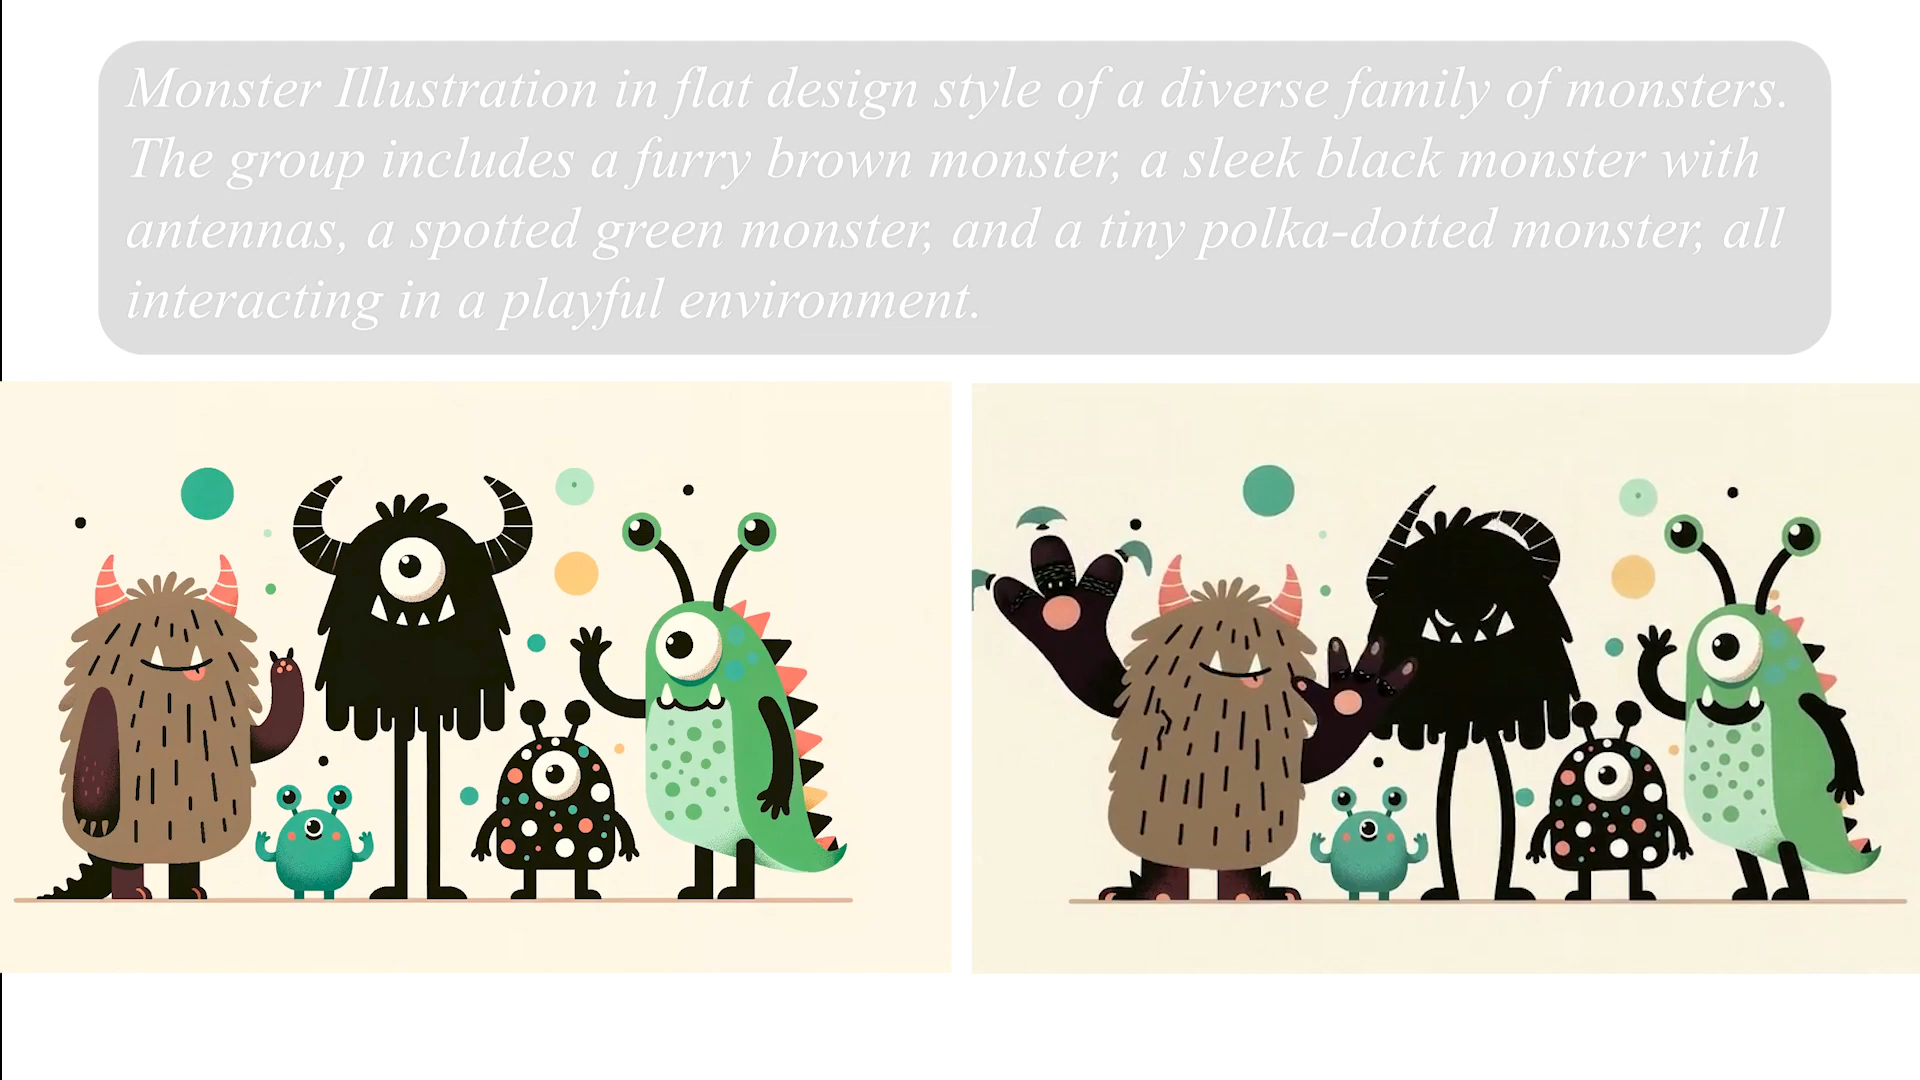 Monster Illustration in flat design style of a diverse family of monsters.
The group includes a furry brown monster, a sleek black monster with
antennas, a spotted green monster, and a tiny polka-dotted monster, all
interacting in a playful environment.